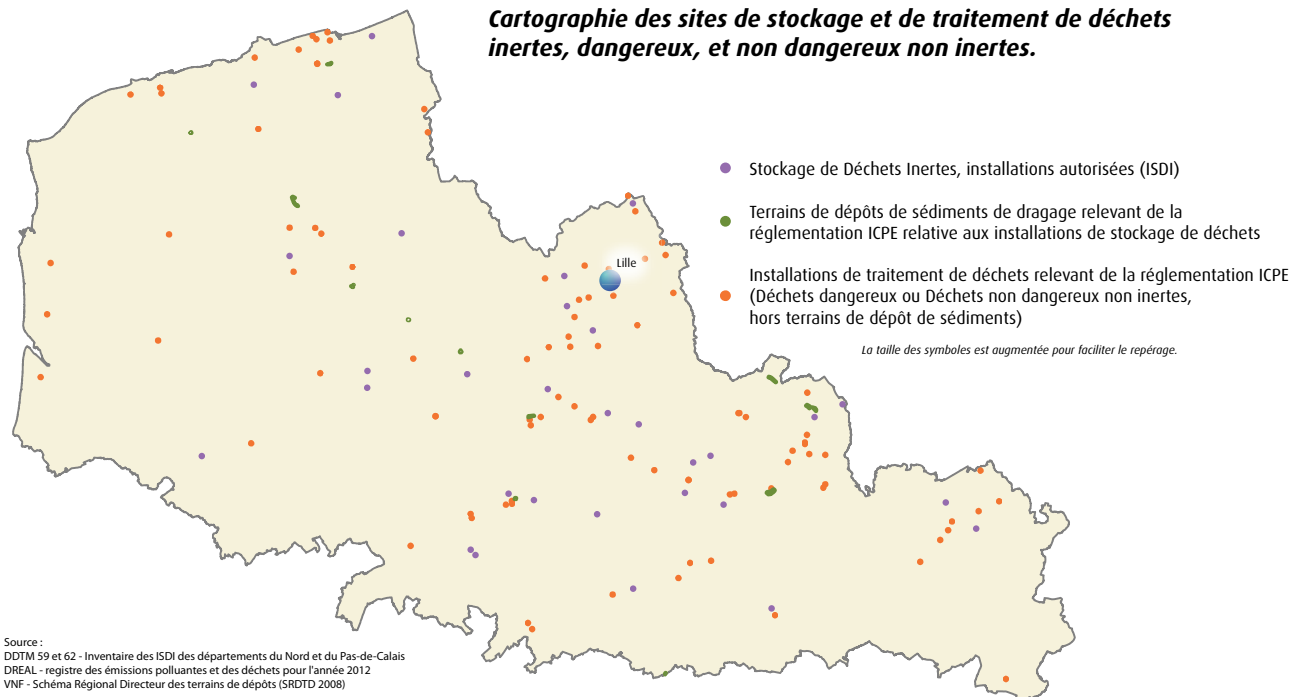 Cartographie des sites de stockage et de traitement de déchets
inertes, dangereux, et non dangereux non inertes.
Stockage de Déchets Inertes, installations autorisées (ISDI)
Terrains de dépôts de sédiments de dragage relevant de la
réglementation ICPE relative aux installations de stockage de déchets
Lille
Installations de traitement de déchets relevant de la réglementation ICPE
(Déchets dangereux ou Déchets non dangereux non inertes,
hors terrains de dépôt de sédiments)
La taille des symboles est augmentée pour faciliter le repérage.
Source :
DDTM 59 et 62 - Inventaire des ISDI des départements du Nord et du Pas-de-Calais
DREAL - registre des émissions polluantes et des déchets pour l'année 2012
VNF - Schéma Régional Directeur des terrains de dépôts (SRDTD 2008)